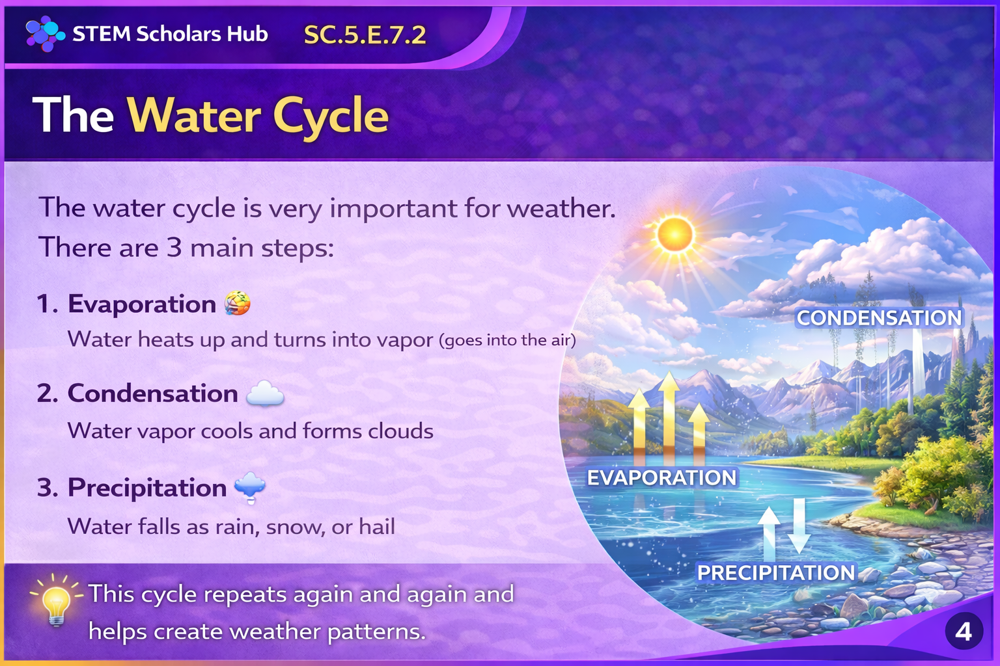 STEM Scholars Hub
SC.5.E.7.2
The Water Cycle
The water cycle is very important for weather.
There are 3 main steps:
1. Evaporation
Water heats up and turns into vapor (goes into the air)
2. Condensation
Water vapor cools and forms clouds
3. Precipitation
Water falls as rain, snow, or hail
CONDENSATION
EVAPORATION
PRECIPITATION
This cycle repeats again and again and
helps create weather patterns.
4